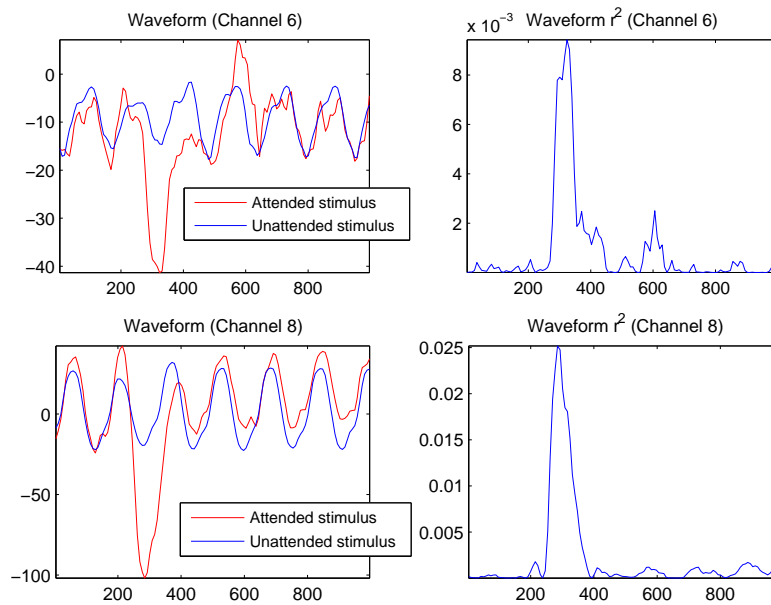 Waveform (Channel 6)
0
−10
−20
−30
−40
200 400 600 800
Attended stimulus
Unattended stimulus
Waveform r² (Channel 6)
x 10⁻³
8
6
4
2
200 400 600 800
Waveform (Channel 8)
0
−50
−100
200 400 600 800
Attended stimulus
Unattended stimulus
Waveform r² (Channel 8)
0.025
0.02
0.015
0.01
0.005
200 400 600 800